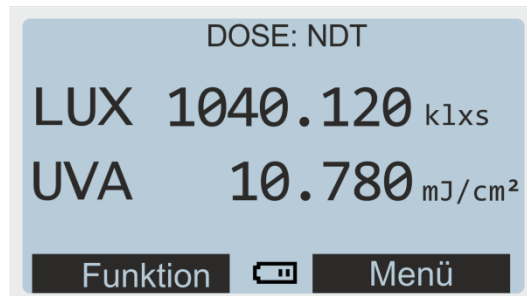 DOSE: NDT
LUX 1040.120 klxs
UVA 10.780 mJ/cm²
Funktion Menü